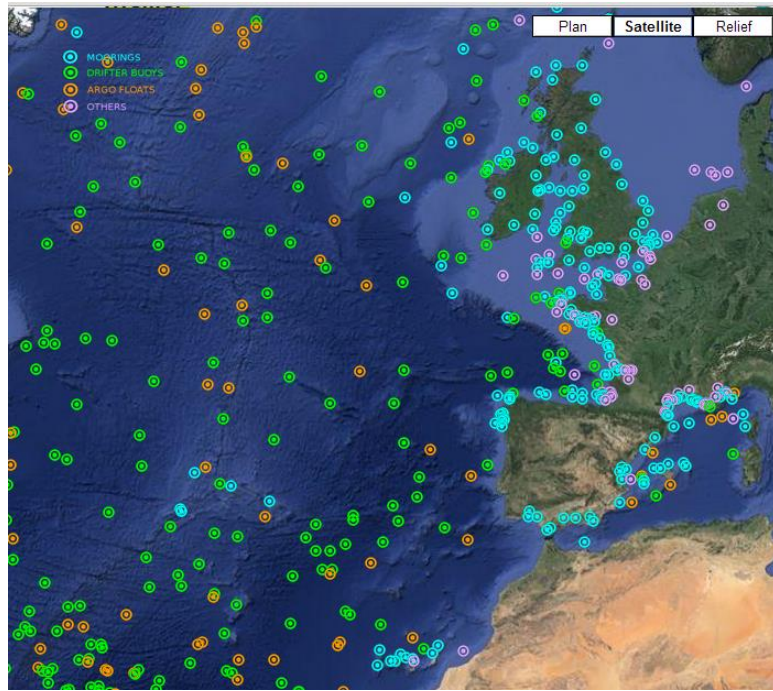 Plan Satellite Relief
MOORINGS
DRIFTER BUOYS
ARGO FLOATS
OTHERS